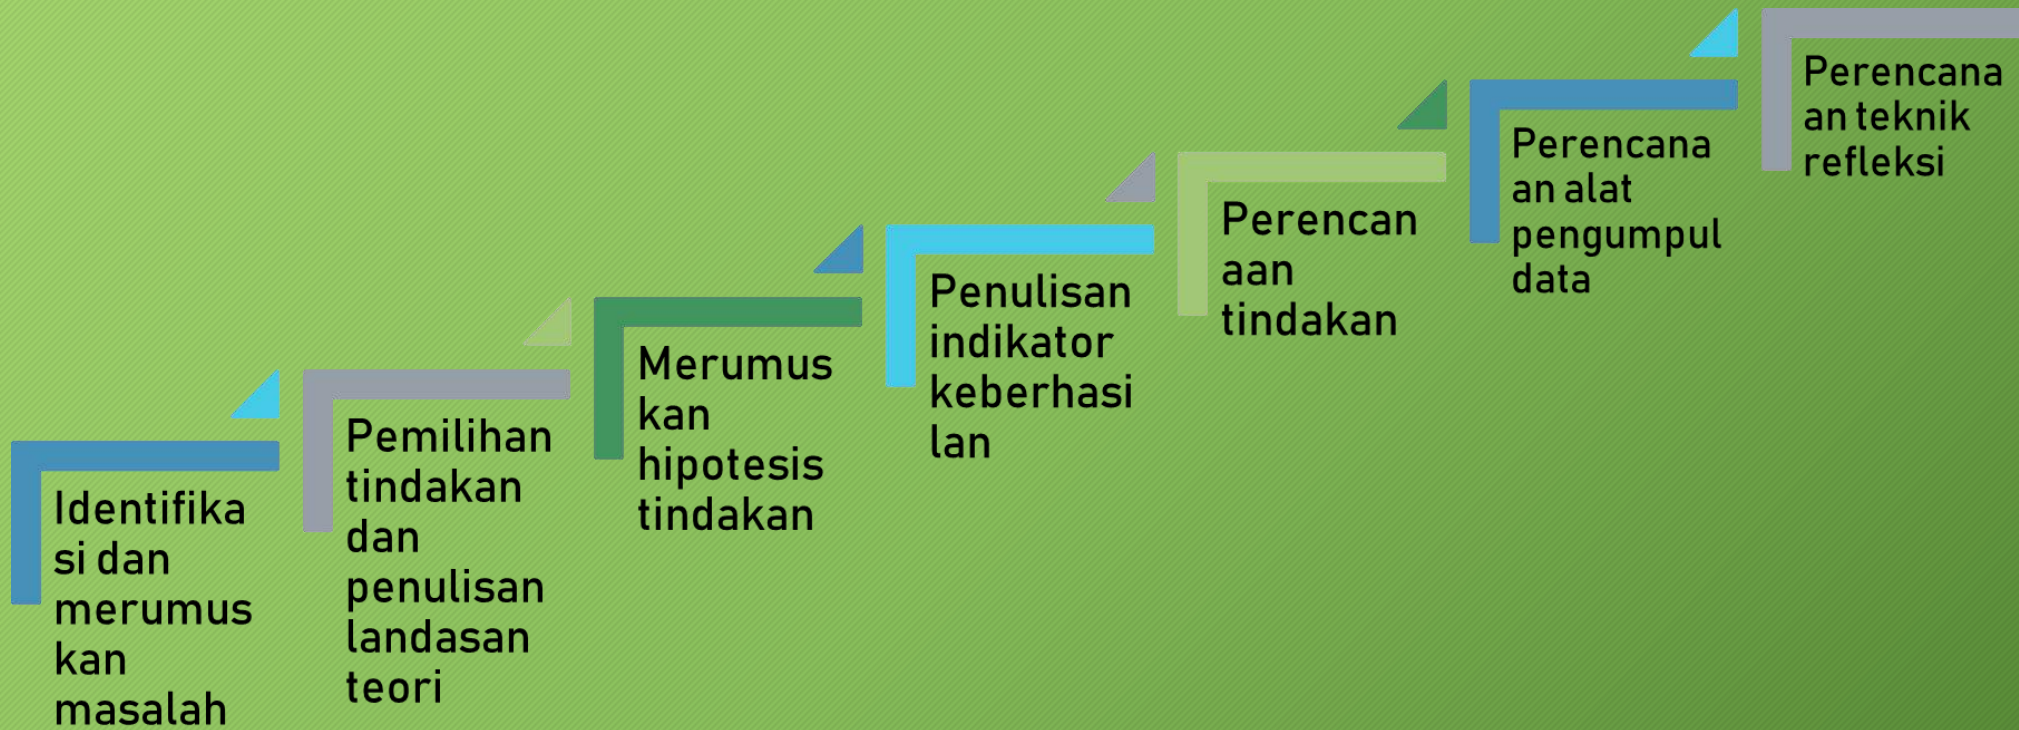 Identifika
si dan
merumus
kan
masalah
Pemilihan
tindakan
dan
penulisan
landasan
teori
Merumus
kan
hipotesis
tindakan
Penulisan
indikator
keberhasi
lan
Perencan
aan
tindakan
Perencana
an alat
pengumpul
data
Perencana
an teknik
refleksi